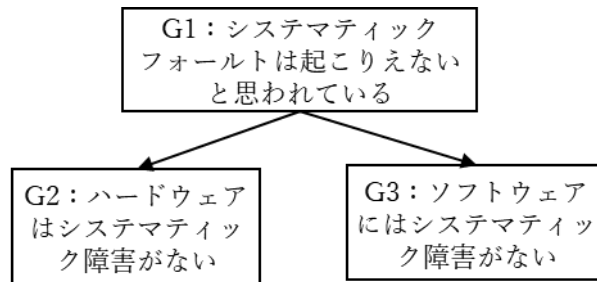 G1：システマティック
フォールトは起こりえない
と思われている
G2：ハードウェア
はシステマティッ
ク障害がない
G3：ソフトウェア
にはシステマティッ
ク障害がない